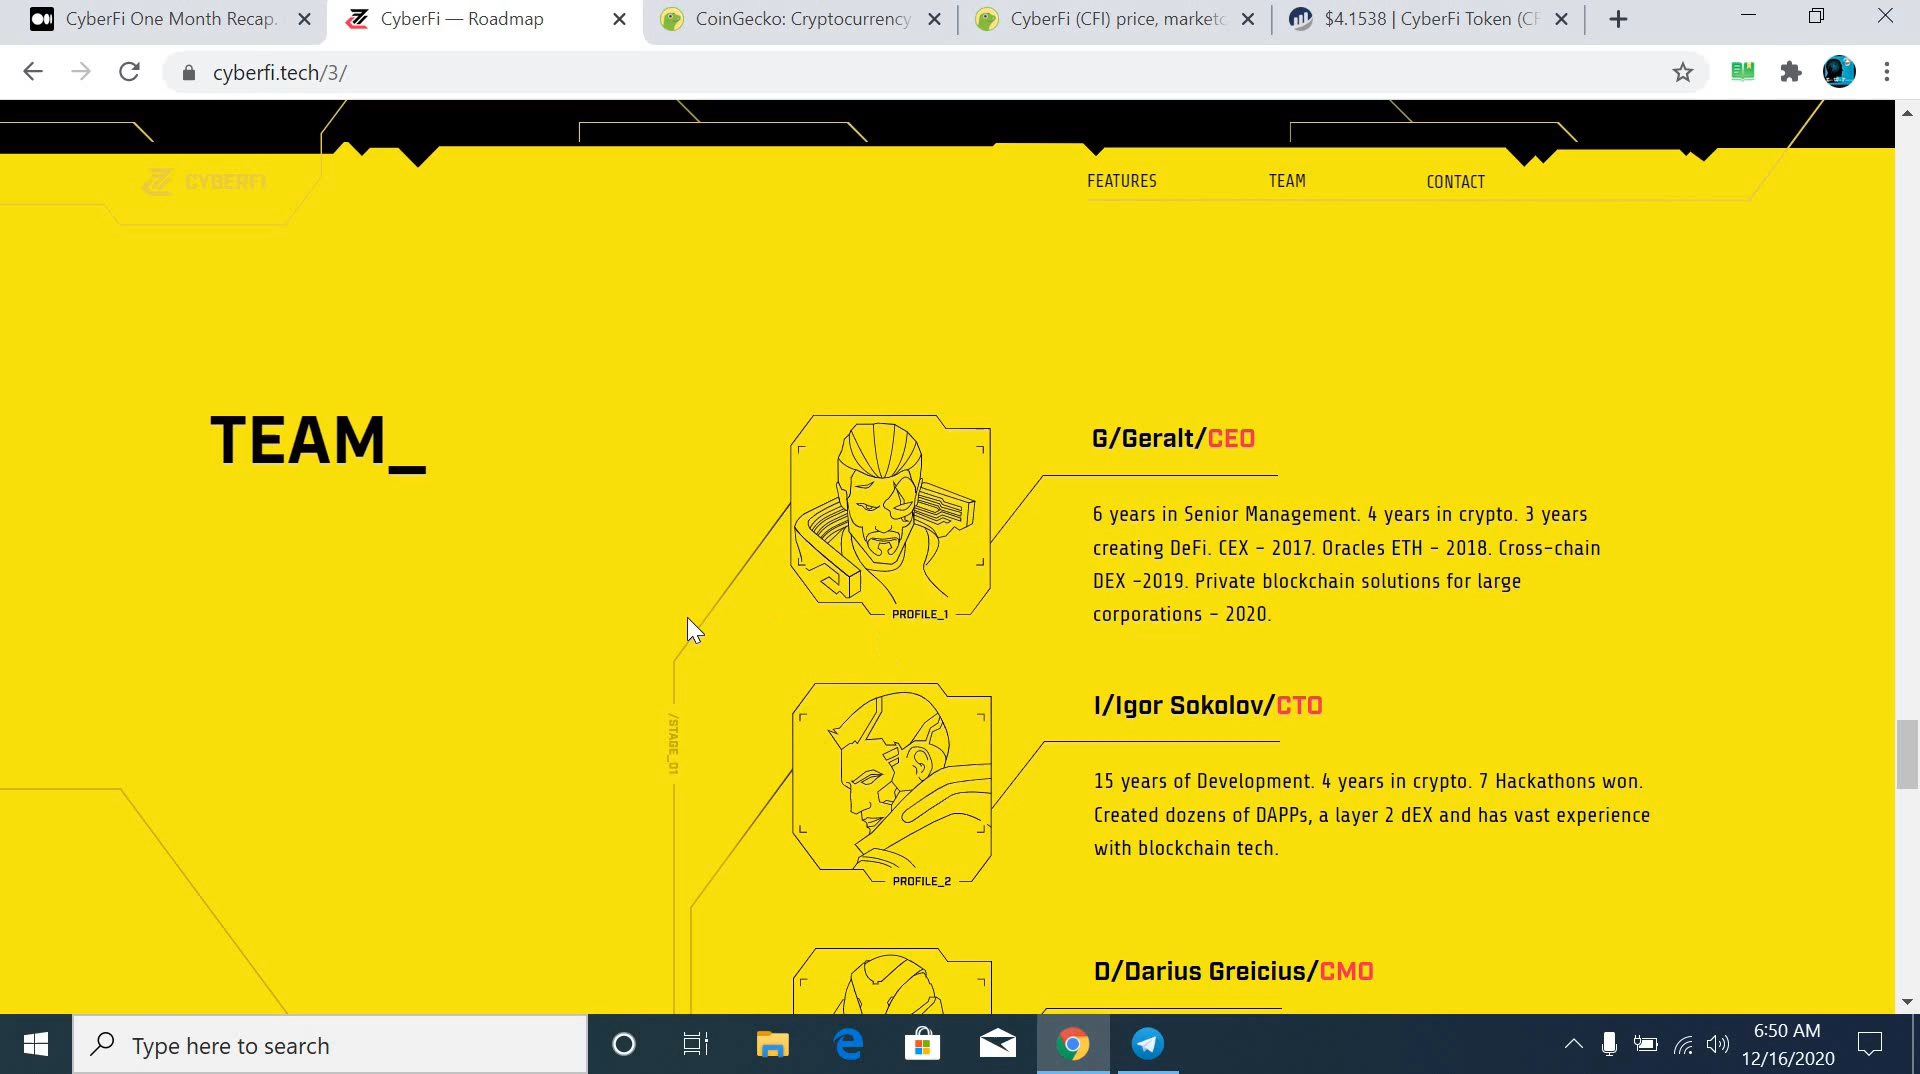 CyberFi One Month Recap.
CyberFi — Roadmap
CoinGecko: Cryptocurrency
CyberFi (CFI) price, marketc
$4.1538 | CyberFi Token (CF
cyberfi.tech/3/
CYBERFI
FEATURES
TEAM
CONTACT
TEAM_
PROFILE_1
G/Geralt/CEO
6 years in Senior Management. 4 years in crypto. 3 years
creating DeFi. CEX - 2017. Oracles ETH - 2018. Cross-chain
DEX -2019. Private blockchain solutions for large
corporations - 2020.
/STAGE_01
PROFILE_2
I/Igor Sokolov/CTO
15 years of Development. 4 years in crypto. 7 Hackathons won.
Created dozens of DAPPs, a layer 2 dEX and has vast experience
with blockchain tech.
D/Darius Greicius/CMO
Type here to search
6:50 AM
12/16/2020